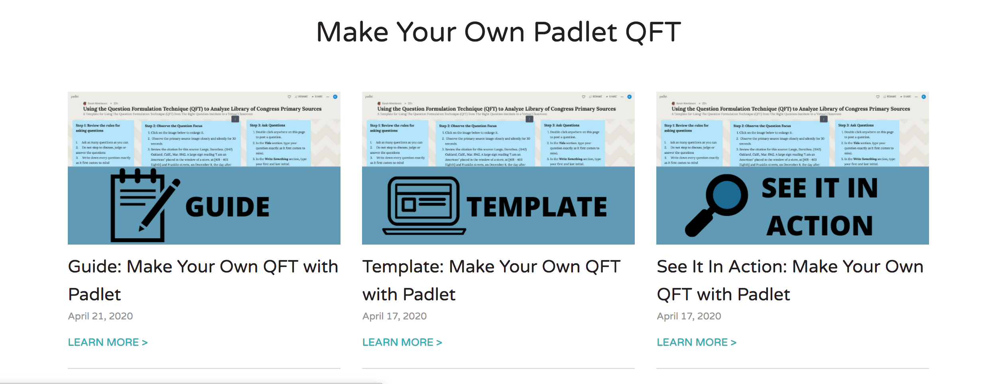 Make Your Own Padlet QFT
padlet
REMAKE
SHARE
Sarah Westbrook
22h
Using the Question Formulation Technique (QFT) to Analyze Library of Congress Primary Sources
A Template for Using The Question Formulation Technique (QFT) from The Right Question Institute In a Virtual Classroom
Step 1: Review the rules for
asking questions
1. Ask as many questions as you can
2. Do not stop to discuss, judge or
answer the questions
3. Write down every question exactly
as it first comes to mind
Step 2: Observe the Question Focus
1. Click on the image below to enlarge it.
2. Observe the primary source image closely and silently for 30
seconds.
3. Review the citation for this source: Lange, Dorothea. (1942)
Oakland, Calif., Mar. 1942. A large sign reading "I am an
American" placed in the window of a store, at [401 - 403
Eighth] and Franklin streets, on December 8, the day after
Step 3: Ask Questions
1. Double click anywhere on this page
to post a question.
2. In the Title section, type your
question exactly as it first comes to
mind.
3. In the Write Something section, type
your first and last initial.
GUIDE
Guide: Make Your Own QFT with
Padlet
April 21, 2020
LEARN MORE >
padlet
REMAKE
SHARE
Sarah Westbrook
22h
Using the Question Formulation Technique (QFT) to Analyze Library of Congress Primary Sources
A Template for Using The Question Formulation Technique (QFT) from The Right Question Institute In a Virtual Classroom
Step 1: Review the rules for
asking questions
1. Ask as many questions as you can
2. Do not stop to discuss, judge or
answer the questions
3. Write down every question exactly
as it first comes to mind
Step 2: Observe the Question Focus
1. Click on the image below to enlarge it.
2. Observe the primary source image closely and silently for 30
seconds.
3. Review the citation for this source: Lange, Dorothea. (1942)
Oakland, Calif., Mar. 1942. A large sign reading "I am an
American" placed in the window of a store, at [401 - 403
Eighth] and Franklin streets, on December 8, the day after
Step 3: Ask Questions
1. Double click anywhere on this page
to post a question.
2. In the Title section, type your
question exactly as it first comes to
mind.
3. In the Write Something section, type
your first and last initial.
TEMPLATE
Template: Make Your Own QFT
with Padlet
April 17, 2020
LEARN MORE >
padlet
REMAKE
SHARE
Sarah Westbrook
22h
Using the Question Formulation Technique (QFT) to Analyze Library of Congress Primary Sources
A Template for Using The Question Formulation Technique (QFT) from The Right Question Institute In a Virtual Classroom
Step 1: Review the rules for
asking questions
1. Ask as many questions as you can
2. Do not stop to discuss, judge or
answer the questions
3. Write down every question exactly
as it first comes to mind
Step 2: Observe the Question Focus
1. Click on the image below to enlarge it.
2. Observe the primary source image closely and silently for 30
seconds.
3. Review the citation for this source: Lange, Dorothea. (1942)
Oakland, Calif., Mar. 1942. A large sign reading "I am an
American" placed in the window of a store, at [401 - 403
Eighth] and Franklin streets, on December 8, the day after
Step 3: Ask Questions
1. Double click anywhere on this page
to post a question.
2. In the Title section, type your
question exactly as it first comes to
mind.
3. In the Write Something section, type
your first and last initial.
SEE IT IN
ACTION
See It In Action: Make Your Own
QFT with Padlet
April 17, 2020
LEARN MORE >